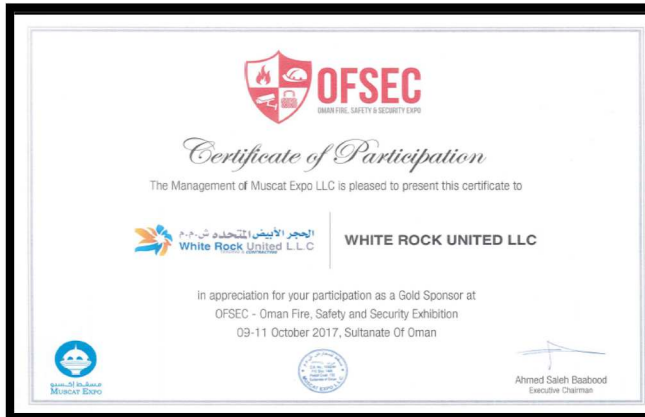 OFSEC
OMAN FIRE, SAFETY & SECURITY EXPO
Certificate of Participation
The Management of Muscat Expo LLC is pleased to present this certificate to
الحجر الأبيض المتحده ش.م.م
White Rock United L.L.C
WHITE ROCK UNITED LLC
in appreciation for your participation as a Gold Sponsor at
OFSEC - Oman Fire, Safety and Security Exhibition
09-11 October 2017, Sultanate Of Oman
مسقط إكسبو
MUSCAT EXPO
MUSCAT EXPO L.L.C
Ahmed Saleh Baabood
Executive Chairman